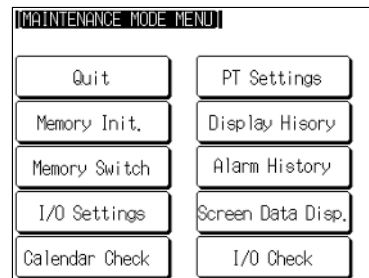 [MAINTENANCE MODE MENU]
Quit
PT Settings
Memory Init.
Display Hisory
Memory Switch
Alarm History
I/O Settings
Screen Data Disp.
Calendar Check
I/O Check